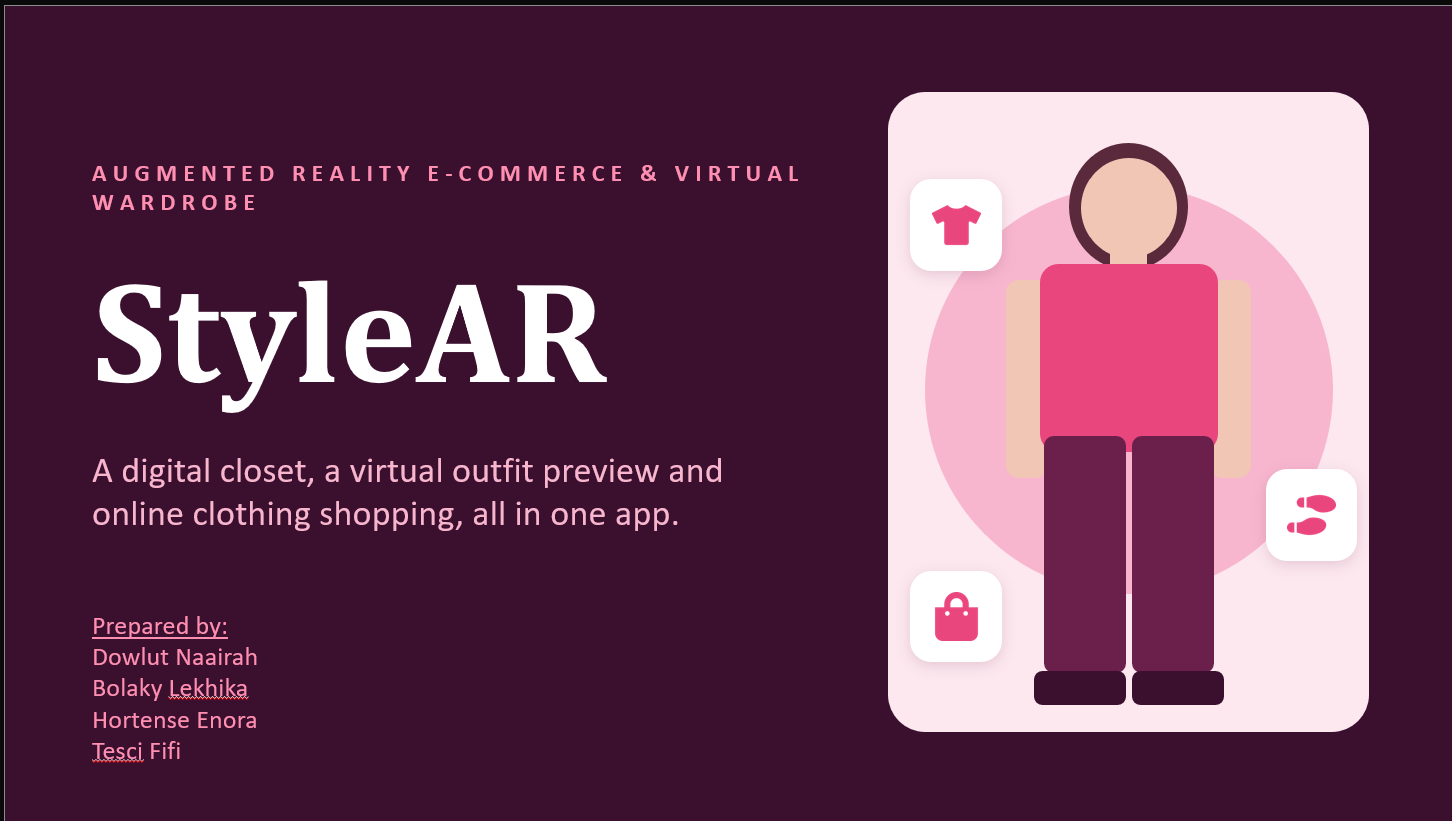 AUGMENTED REALITY E-COMMERCE & VIRTUAL
WARDROBE
StyleAR
A digital closet, a virtual outfit preview and
online clothing shopping, all in one app.
Prepared by:
Dowlut Naairah
Bolaky Lekhika
Hortense Enora
Tesci Fifi